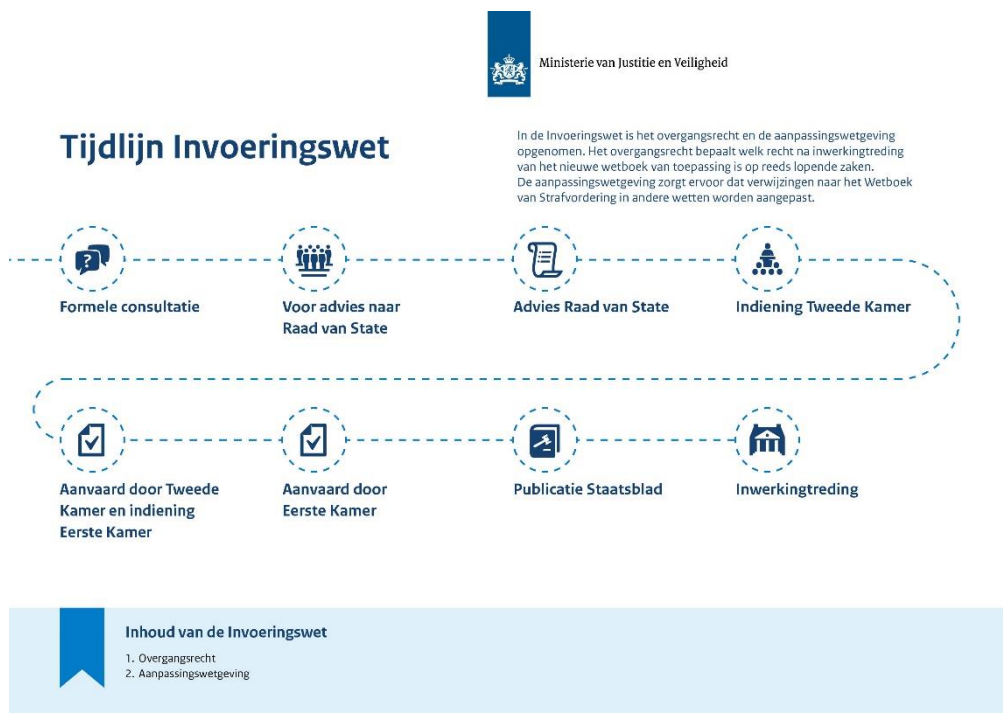 Ministerie van Justitie en Veiligheid
Tijdlijn Invoeringswet
In de Invoeringswet is het overgangsrecht en de aanpassingswetgeving
opgenomen. Het overgangsrecht bepaalt welk recht na inwerkingtreding
van het nieuwe wetboek van toepassing is op reeds lopende zaken.
De aanpassingswetgeving zorgt ervoor dat verwijzingen naar het Wetboek
van Strafvordering in andere wetten worden aangepast.
?
Formele consultatie
Voor advies naar
Raad van State
Advies Raad van State
Indiening Tweede Kamer
Aanvaard door Tweede
Kamer en indiening
Eerste Kamer
Aanvaard door
Eerste Kamer
Publicatie Staatsblad
Inwerkingtreding
Inhoud van de Invoeringswet
1. Overgangsrecht
2. Aanpassingswetgeving